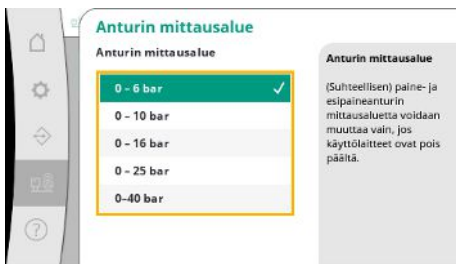 Anturin mittausalue
Anturin mittausalue
0 – 6 bar
0 – 10 bar
0 – 16 bar
0 – 25 bar
0–40 bar
Anturin mittausalue
(Suhteellisen) paine- ja
esipaineanturin
mittausaluetta voidaan
muuttaa vain, jos
käyttölaitteet ovat pois
päältä.